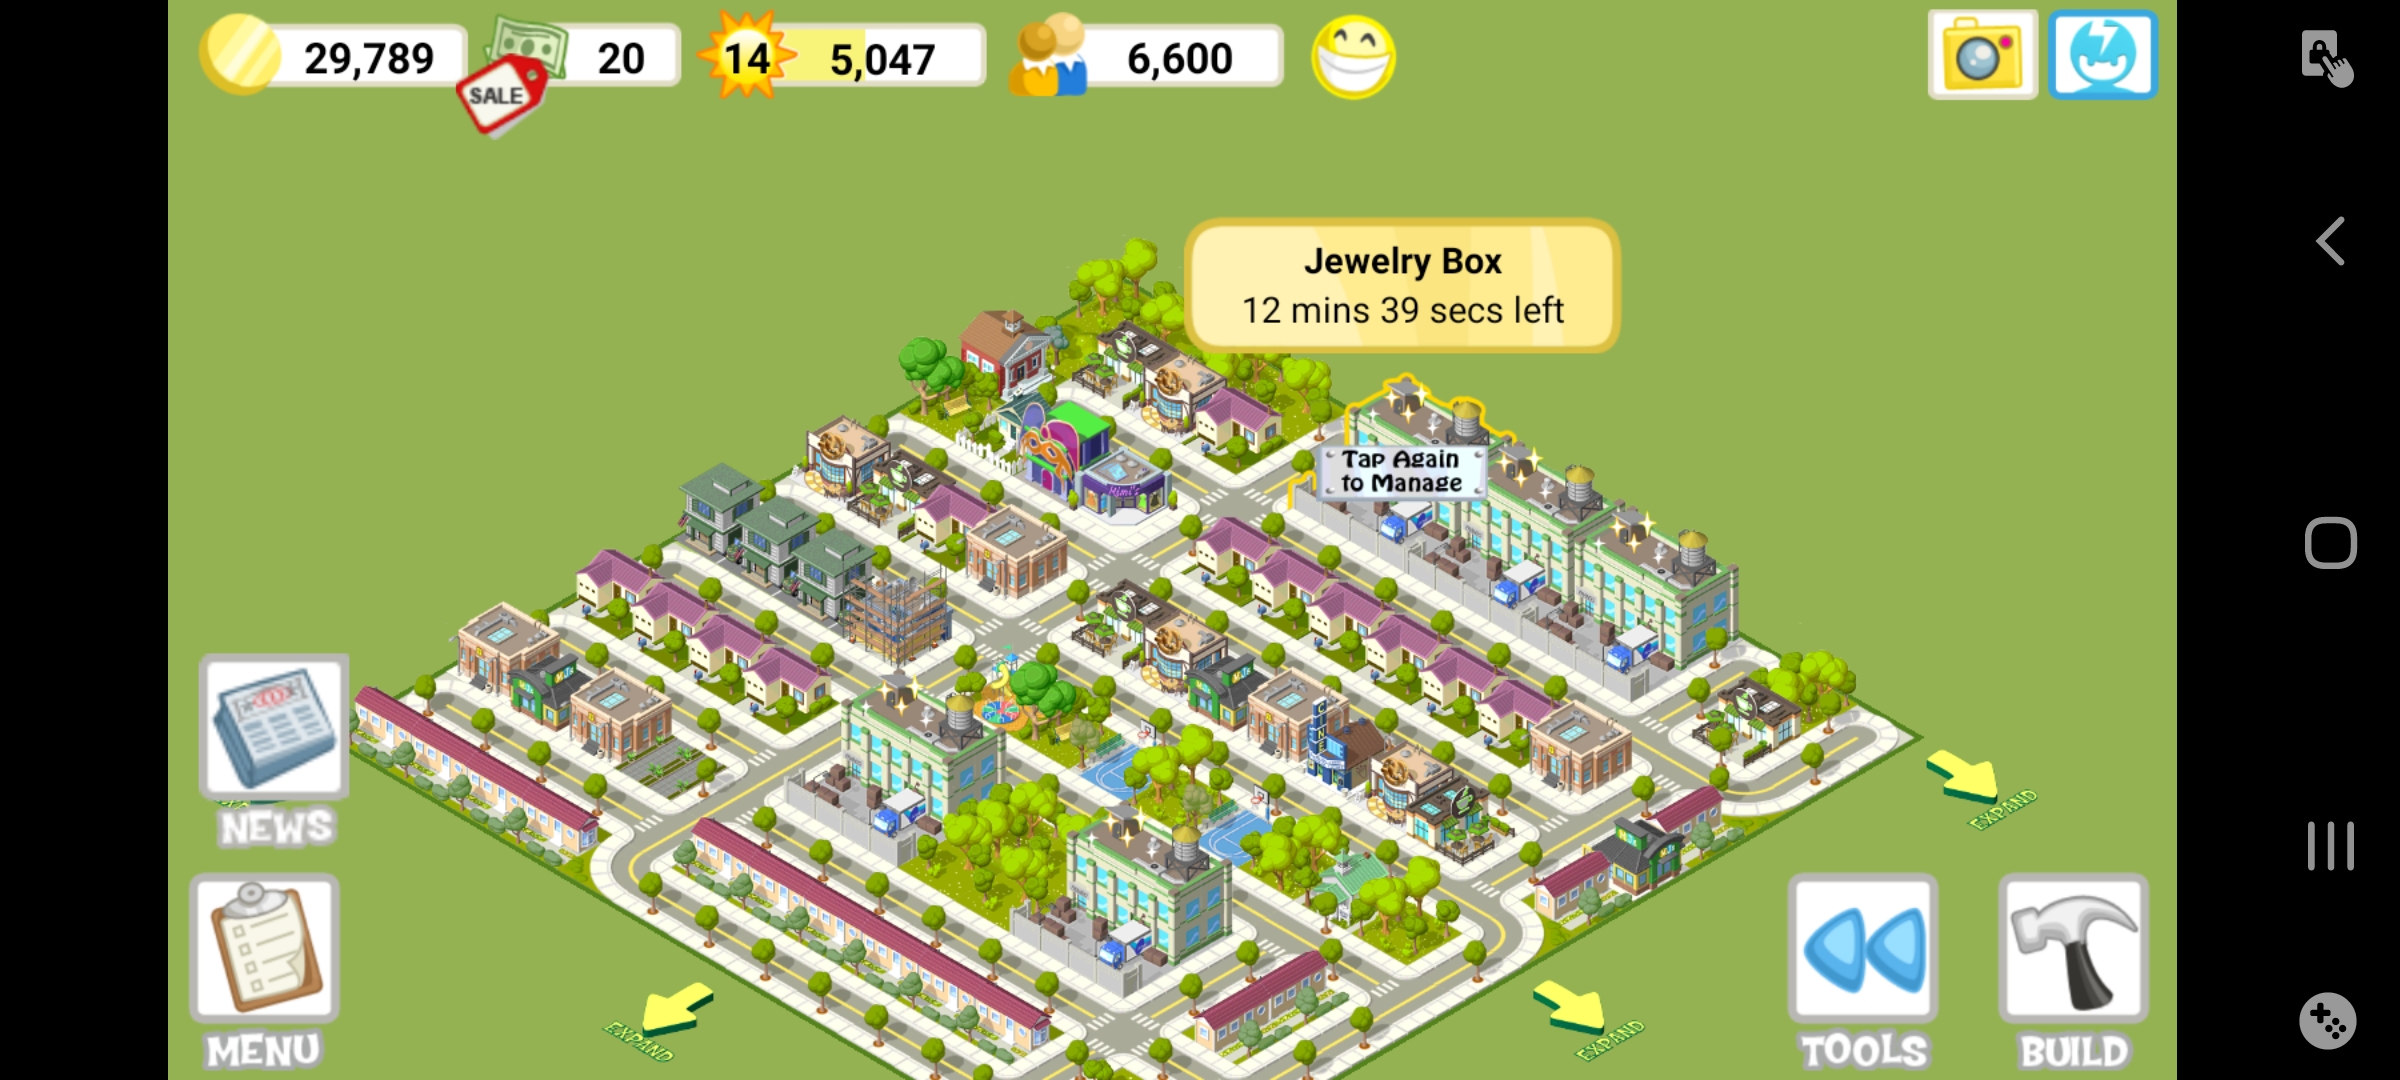 29,789
SALE
20
14
5,047
6,600
Jewelry Box
12 mins 39 secs left
Tap Again
to Manage
Mimi's
CINE
NEWS
MENU
EXPAND
EXPAND
EXPAND
TOOLS
BUILD